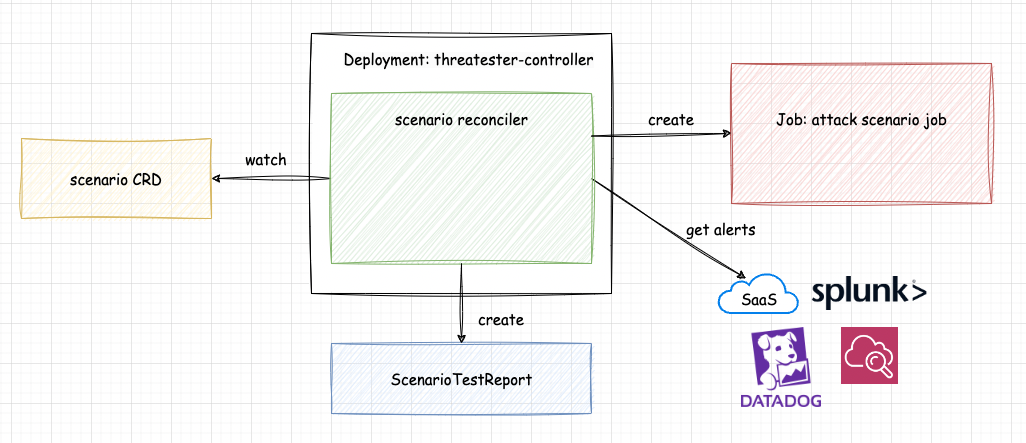 Deployment: threatester-controller
scenario reconciler
create
Job: attack scenario job
watch
scenario CRD
get alerts
SaaS
splunk>
create
ScenarioTestReport
DATADOG